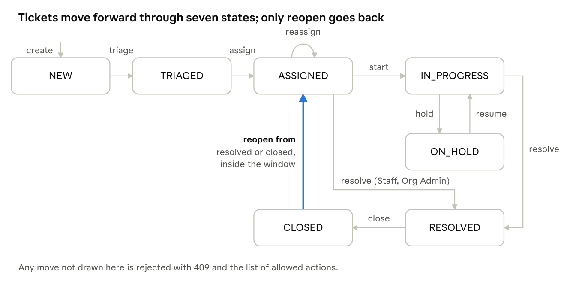 Tickets move forward through seven states; only reopen goes back
reassign
create
triage
assign
start
NEW
TRIAGED
ASSIGNED
IN_PROGRESS
hold
resume
reopen from
resolved or closed,
inside the window
ON_HOLD
resolve
resolve (Staff, Org Admin)
close
CLOSED
RESOLVED
Any move not drawn here is rejected with 409 and the list of allowed actions.